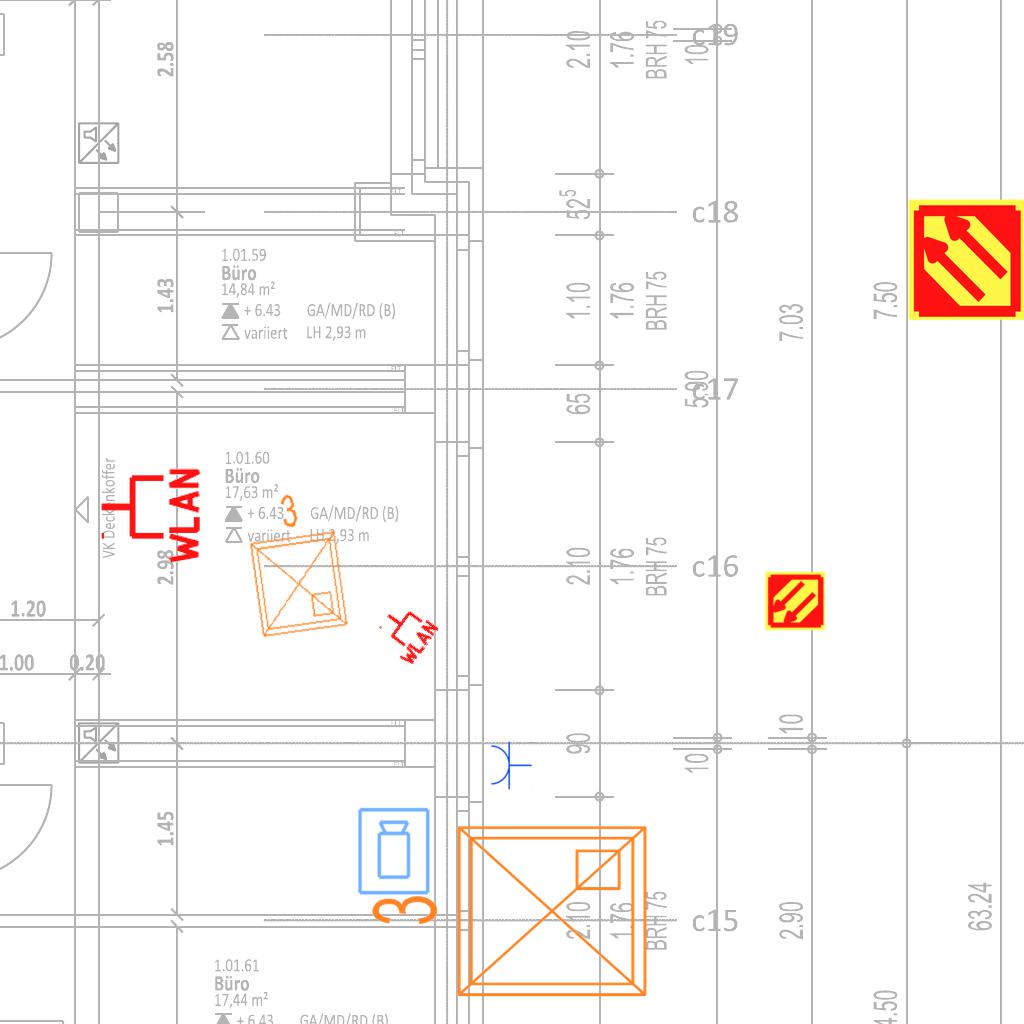 2.58
2.10
1.76
BRH 75
10
c19
52⁵
c18
1.01.59
Büro
14,84 m²
+ 6.43 GA/MD/RD (B)
variiert LH 2,93 m
1.43
1.10
1.76
BRH 75
7.03
7.50
65
5.90
c17
1.01.60
Büro
17,63 m²
+ 6.43 GA/MD/RD (B)
variiert LH 2,93 m
3
VK Deckenkoffer
WLAN
2.98
2.10
1.76
BRH 75
c16
1.20
WLAN
1.00
0.20
90
10
10
1.45
3
2.10
1.76
BRH 75
c15
2.90
63.24
1.01.61
Büro
17,44 m²
+ 6.43 GA/MD/RD (B)
4.50